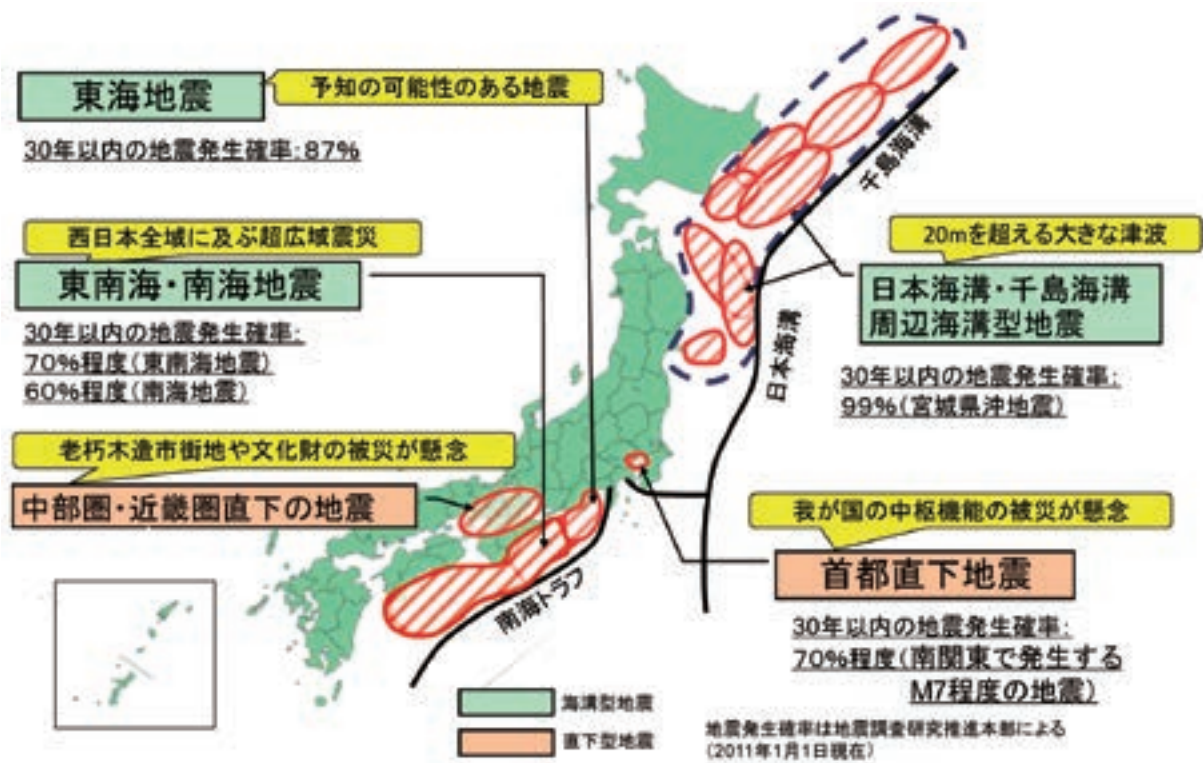 東海地震
予知の可能性のある地震
30年以内の地震発生確率:87%
西日本全域に及ぶ超広域震災
東南海・南海地震
30年以内の地震発生確率:
70%程度(東南海地震)
60%程度(南海地震)
老朽木造市街地や文化財の被災が懸念
中部圏・近畿圏直下の地震
千島海溝
20mを超える大きな津波
日本海溝・千島海溝
周辺海溝型地震
30年以内の地震発生確率:
99%(宮城県沖地震)
日本海溝
我が国の中枢機能の被災が懸念
首都直下地震
30年以内の地震発生確率:
70%程度(南関東で発生する
M7程度の地震)
南海トラフ
海溝型地震
直下型地震
地震発生確率は地震調査研究推進本部による
(2011年1月1日現在)